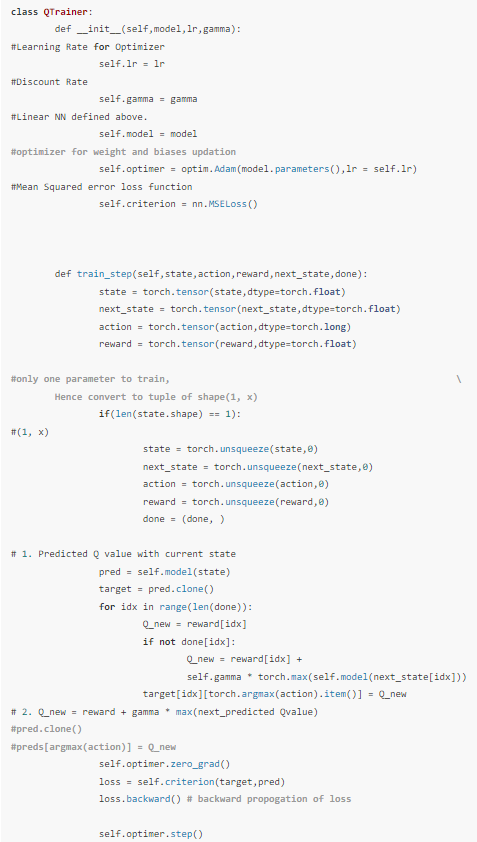 class QTrainer:
        def __init__(self,model,lr,gamma):
#Learning Rate for Optimizer
                self.lr = lr
#Discount Rate
                self.gamma = gamma
#Linear NN defined above.
                self.model = model
#optimizer for weight and biases updation
                self.optimer = optim.Adam(model.parameters(),lr = self.lr)
#Mean Squared error loss function
                self.criterion = nn.MSELoss()
        def train_step(self,state,action,reward,next_state,done):
                state = torch.tensor(state,dtype=torch.float)
                next_state = torch.tensor(next_state,dtype=torch.float)
                action = torch.tensor(action,dtype=torch.long)
                reward = torch.tensor(reward,dtype=torch.float)
#only one parameter to train, \
        Hence convert to tuple of shape(1, x)
                if(len(state.shape) == 1):
#(1, x)
                        state = torch.unsqueeze(state,0)
                        next_state = torch.unsqueeze(next_state,0)
                        action = torch.unsqueeze(action,0)
                        reward = torch.unsqueeze(reward,0)
                        done = (done, )
# 1. Predicted Q value with current state
                pred = self.model(state)
                target = pred.clone()
                for idx in range(len(done)):
                        Q_new = reward[idx]
                        if not done[idx]:
                                Q_new = reward[idx] +
                                self.gamma * torch.max(self.model(next_state[idx]))
                        target[idx][torch.argmax(action).item()] = Q_new
# 2. Q_new = reward + gamma * max(next_predicted Qvalue)
#pred.clone()
#preds[argmax(action)] = Q_new
                self.optimer.zero_grad()
                loss = self.criterion(target,pred)
                loss.backward() # backward propogation of loss
                self.optimer.step()